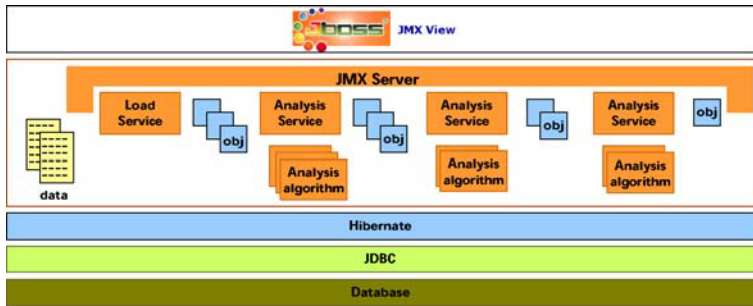 JBoss
JMX View
JMX Server
Load
Service
obj
Analysis
Service
obj
Analysis
Service
obj
Analysis
Service
obj
data
Analysis
algorithm
Analysis
algorithm
Analysis
algorithm
Hibernate
JDBC
Database